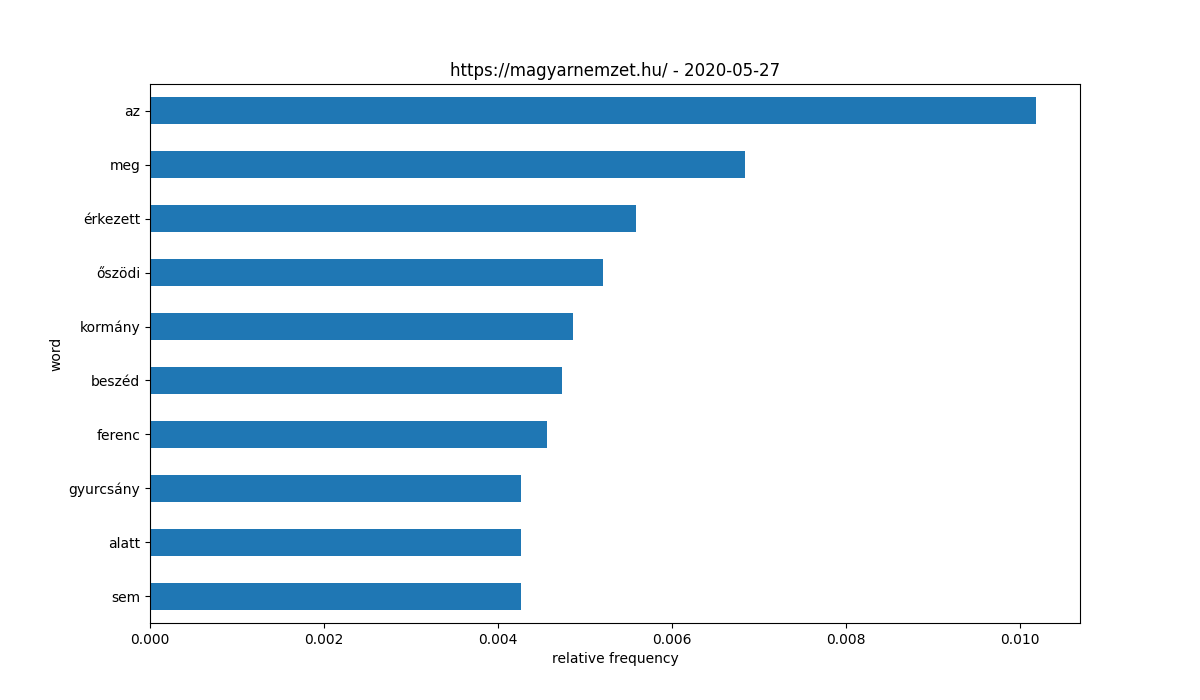 https://magyarnemzet.hu/ - 2020-05-27
az
meg
érkezett
őszödi
kormány
beszéd
ferenc
gyurcsány
alatt
sem
word
0.000 0.002 0.004 0.006 0.008 0.010
relative frequency